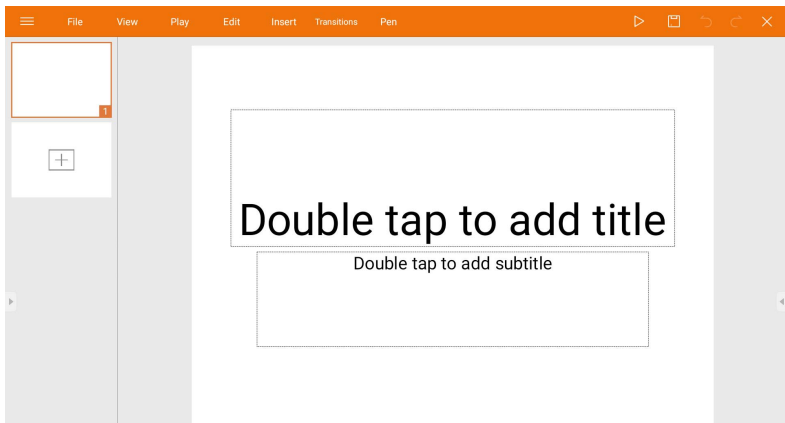 File View Play Edit Insert Transitions Pen
1
Double tap to add title
Double tap to add subtitle